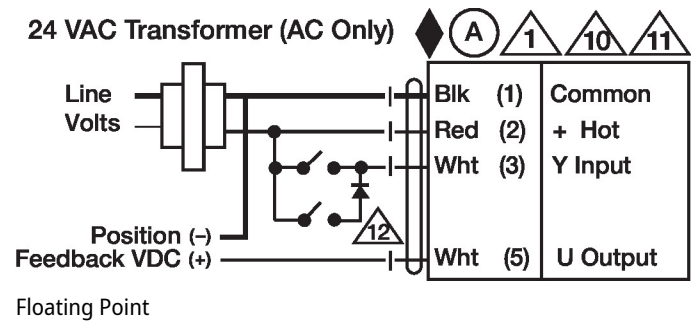 24 VAC Transformer (AC Only)
A
1
10
11
Line
Volts
Blk (1) Common
Red (2) + Hot
Wht (3) Y Input
12
Position (–)
Feedback VDC (+)
Wht (5) U Output
Floating Point